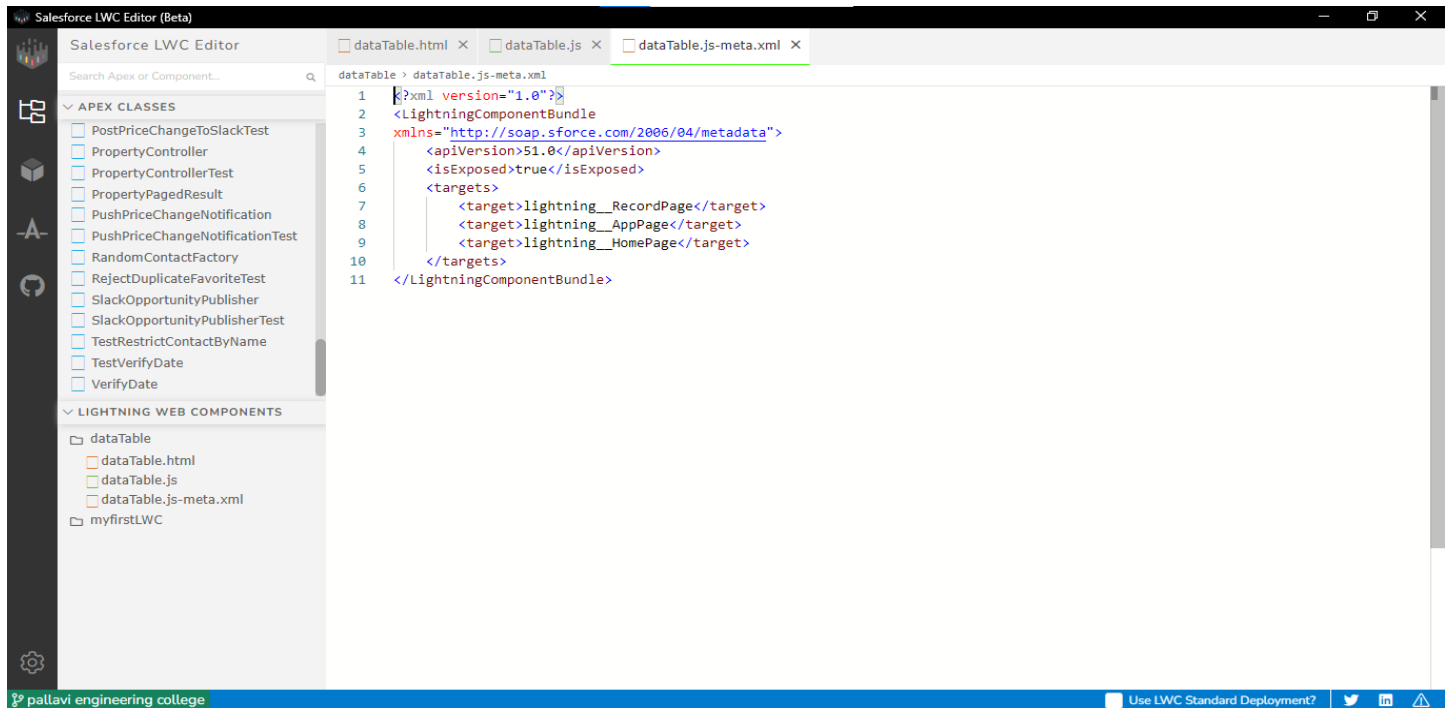 Salesforce LWC Editor (Beta)
Salesforce LWC Editor
Search Apex or Component...
APEX CLASSES
PostPriceChangeToSlackTest
PropertyController
PropertyControllerTest
PropertyPagedResult
PushPriceChangeNotification
PushPriceChangeNotificationTest
RandomContactFactory
RejectDuplicateFavoriteTest
SlackOpportunityPublisher
SlackOpportunityPublisherTest
TestRestrictContactByName
TestVerifyDate
VerifyDate
LIGHTNING WEB COMPONENTS
dataTable
dataTable.html
dataTable.js
dataTable.js-meta.xml
myfirstLWC
dataTable.html dataTable.js dataTable.js-meta.xml
dataTable > dataTable.js-meta.xml
1 <?xml version="1.0"?>
2 <LightningComponentBundle
3 xmlns="http://soap.sforce.com/2006/04/metadata">
4 <apiVersion>51.0</apiVersion>
5 <isExposed>true</isExposed>
6 <targets>
7 <target>lightning__RecordPage</target>
8 <target>lightning__AppPage</target>
9 <target>lightning__HomePage</target>
10 </targets>
11 </LightningComponentBundle>
pallavi engineering college
Use LWC Standard Deployment?
in